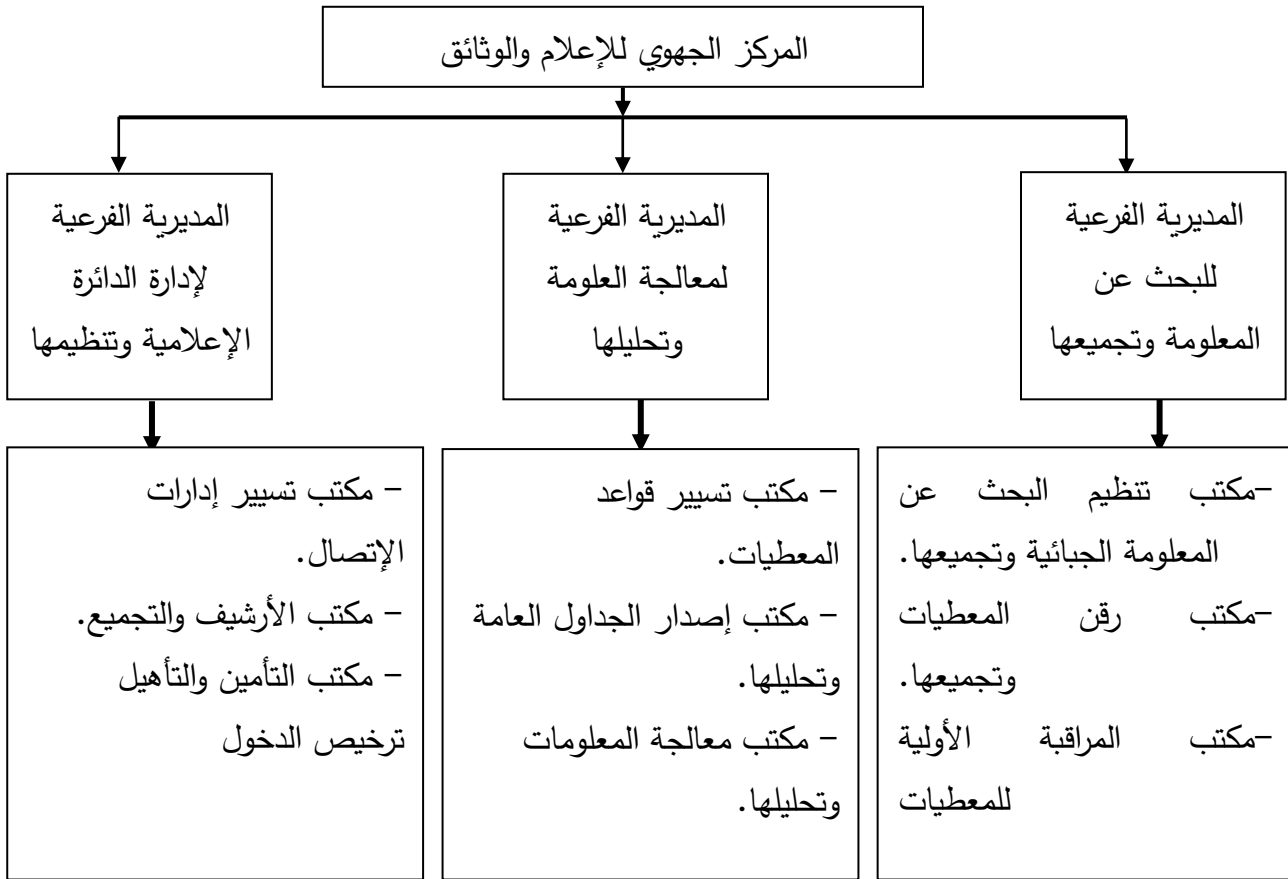 المركز الجهوي للإعلام والوثائق
المديرية الفرعية
للبحث عن
المعلومة وتجميعها
المديرية الفرعية
لمعالجة العلومة
وتحليلها
المديرية الفرعية
لإدارة الدائرة
الإعلامية وتنظيمها
-مكتب تنظيم البحث عن
المعلومة الجبائية وتجميعها.
-مكتب رقن المعطيات
وتجميعها.
-مكتب المراقبة الأولية
للمعطيات
- مكتب تسيير قواعد
المعطيات.
- مكتب إصدار الجداول العامة
وتحليلها.
- مكتب معالجة المعلومات
وتحليلها.
- مكتب تسيير إدارات
الإتصال.
- مكتب الأرشيف والتجميع.
- مكتب التأمين والتأهيل
ترخيص الدخول